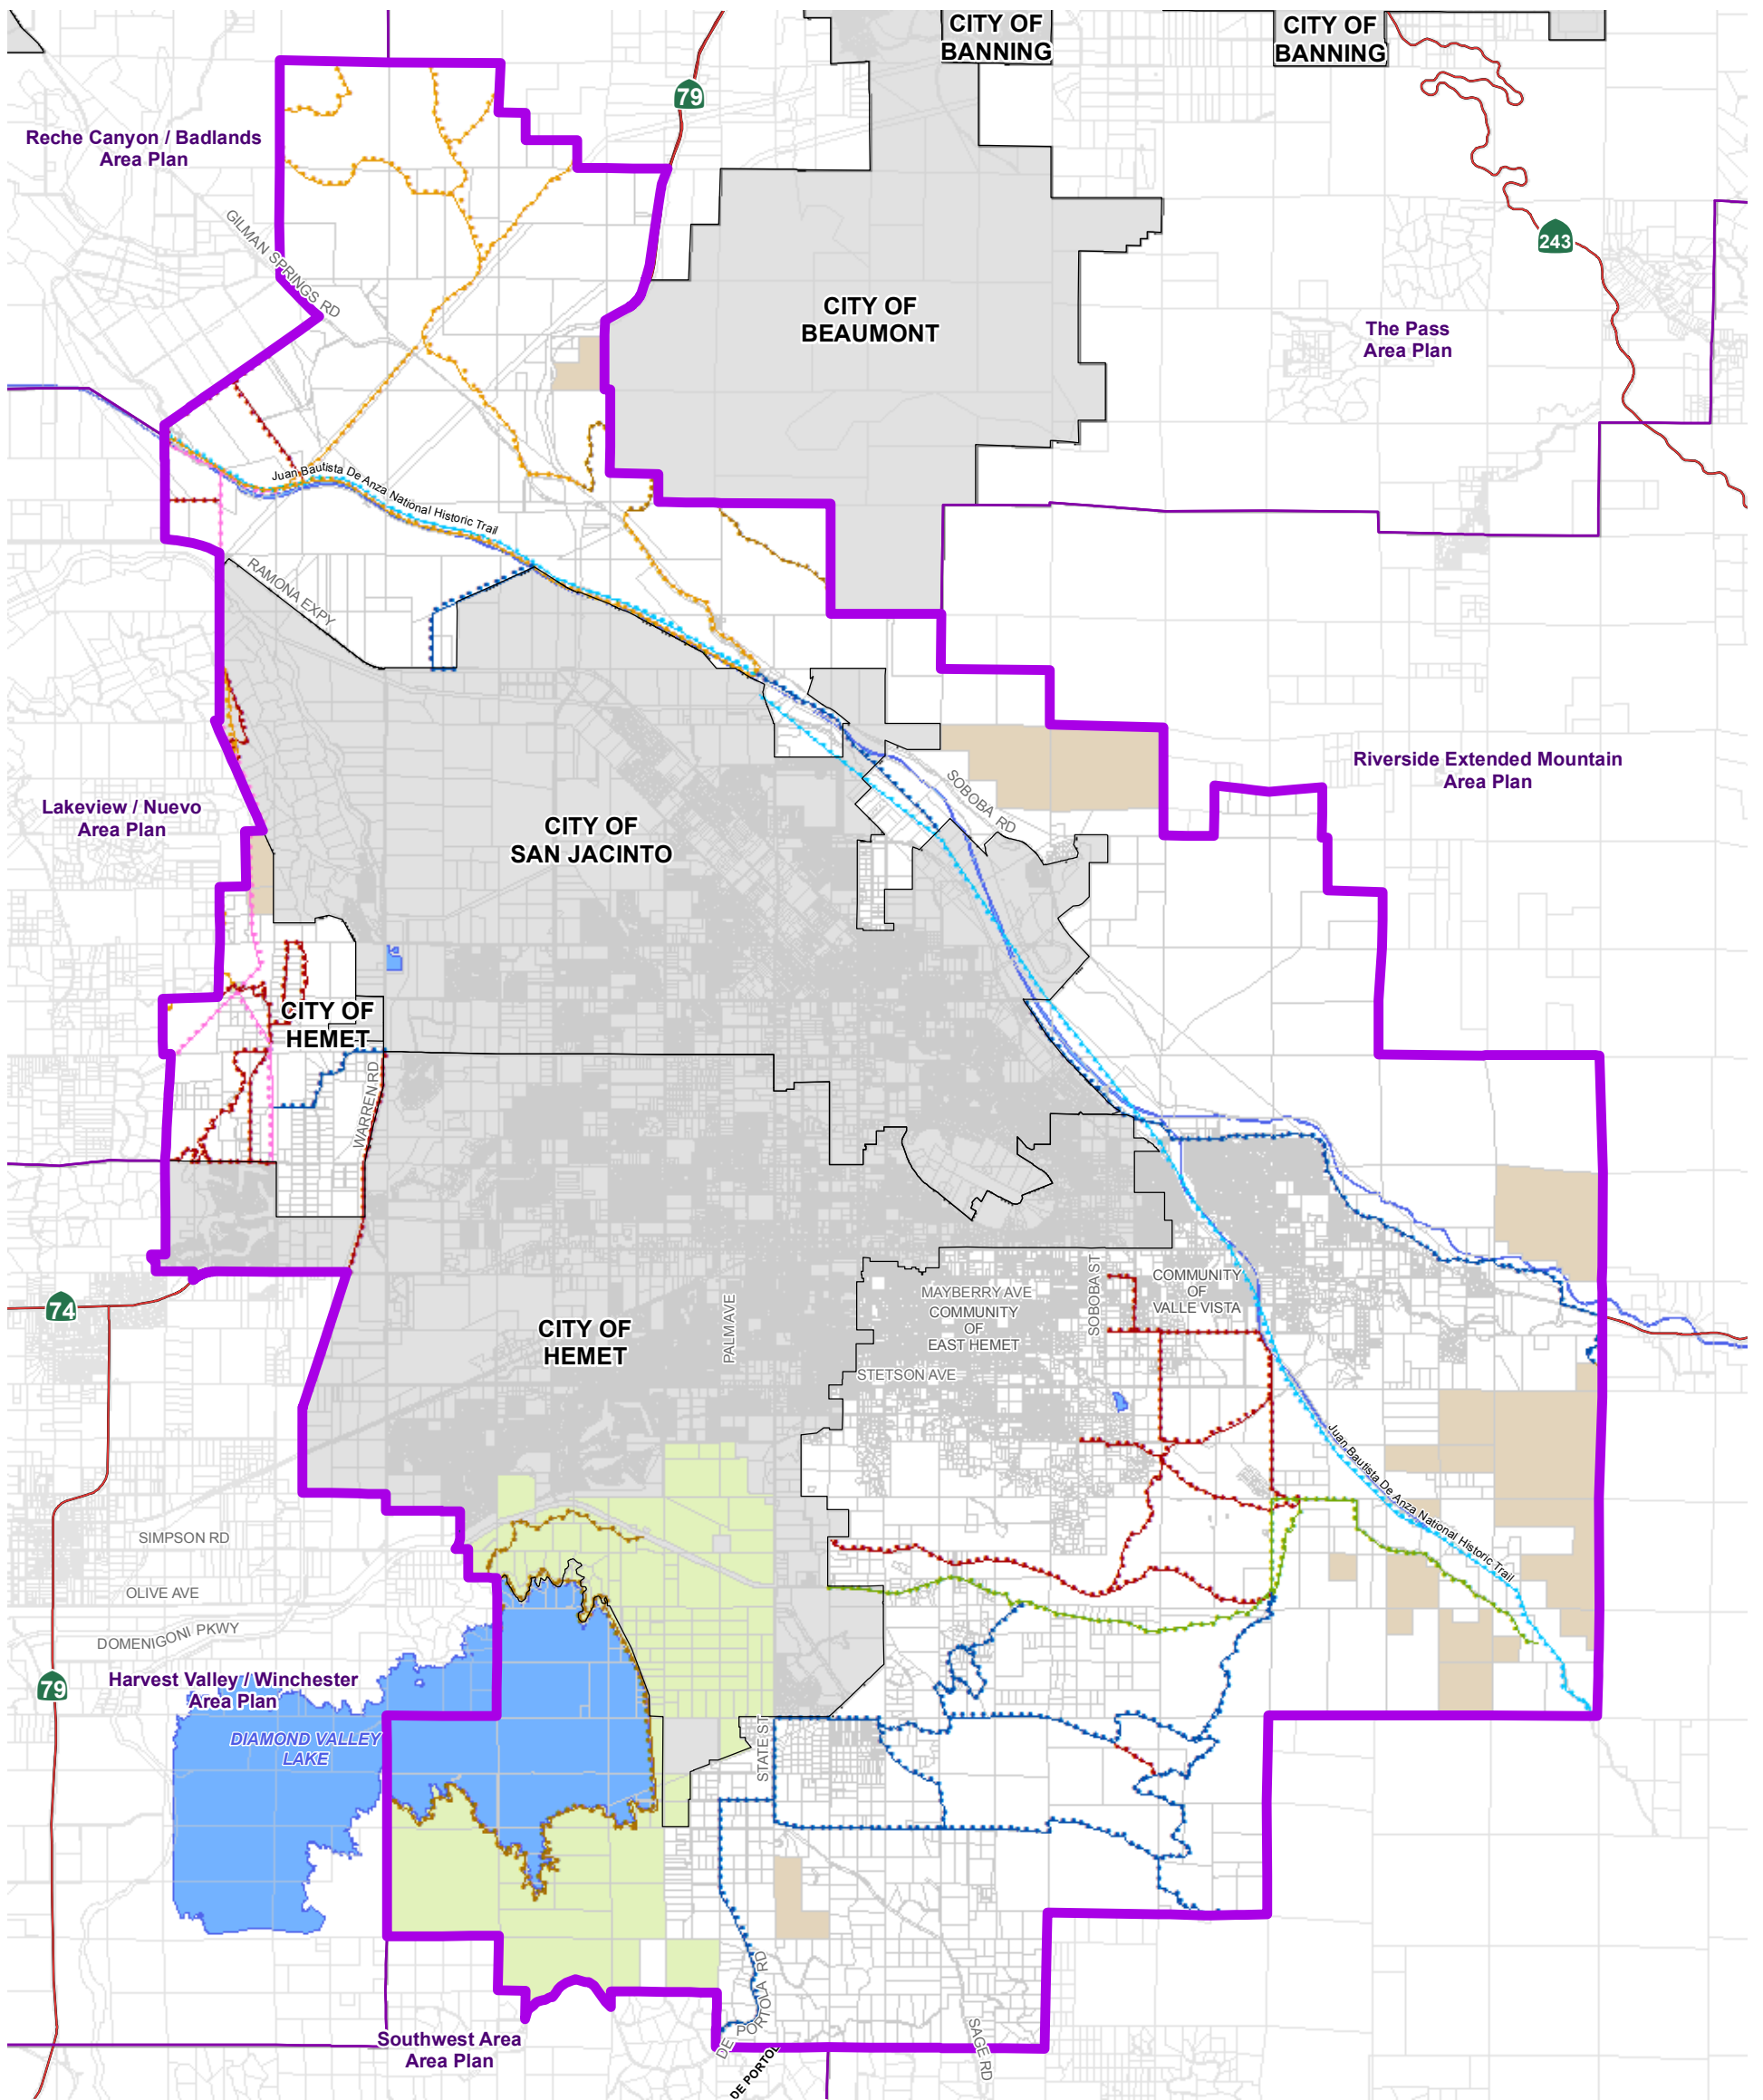 CITY OF
BANNING
CITY OF
BANNING
79
Reche Canyon / Badlands
Area Plan
GILMAN SPRINGS RD
243
CITY OF
BEAUMONT
The Pass
Area Plan
Juan Bautista De Anza National Historic Trail
RAMONA EXPY
SOBOBA RD
Riverside Extended Mountain
Area Plan
Lakeview / Nuevo
Area Plan
CITY OF
SAN JACINTO
CITY OF
HEMET
WARREN RD
74
CITY OF
HEMET
PALM AVE
MAYBERRY AVE
COMMUNITY
OF
EAST HEMET
SOBOBA ST
COMMUNITY
OF
VALLE VISTA
STETSON AVE
Juan Bautista De Anza National Historic Trail
SIMPSON RD
OLIVE AVE
DOMENIGONI PKWY
79
Harvest Valley / Winchester
Area Plan
DIAMOND VALLEY
LAKE
STATE ST
DE PORTOLA RD
SAGE RD
Southwest Area
Area Plan
DE PORTOL